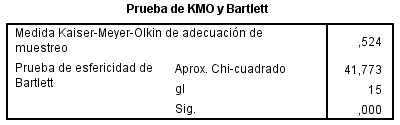 Prueba de KMO y Bartlett
Medida Kaiser-Meyer-Olkin de adecuación de
muestreo ,524
Prueba de esfericidad de Aprox. Chi-cuadrado 41,773
Bartlett gl 15
Sig. ,000